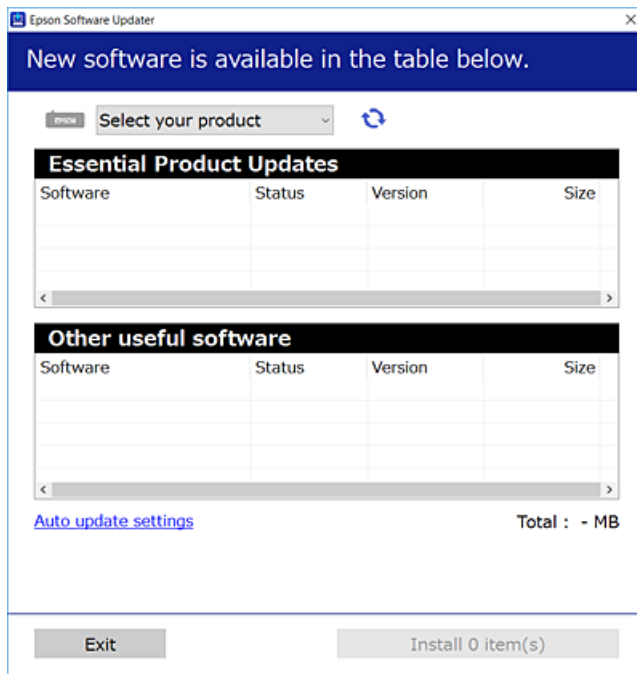 Epson Software Updater
New software is available in the table below.
EPSON Select your product
Essential Product Updates
Software Status Version Size
Other useful software
Software Status Version Size
Auto update settings Total : - MB
Exit Install 0 item(s)